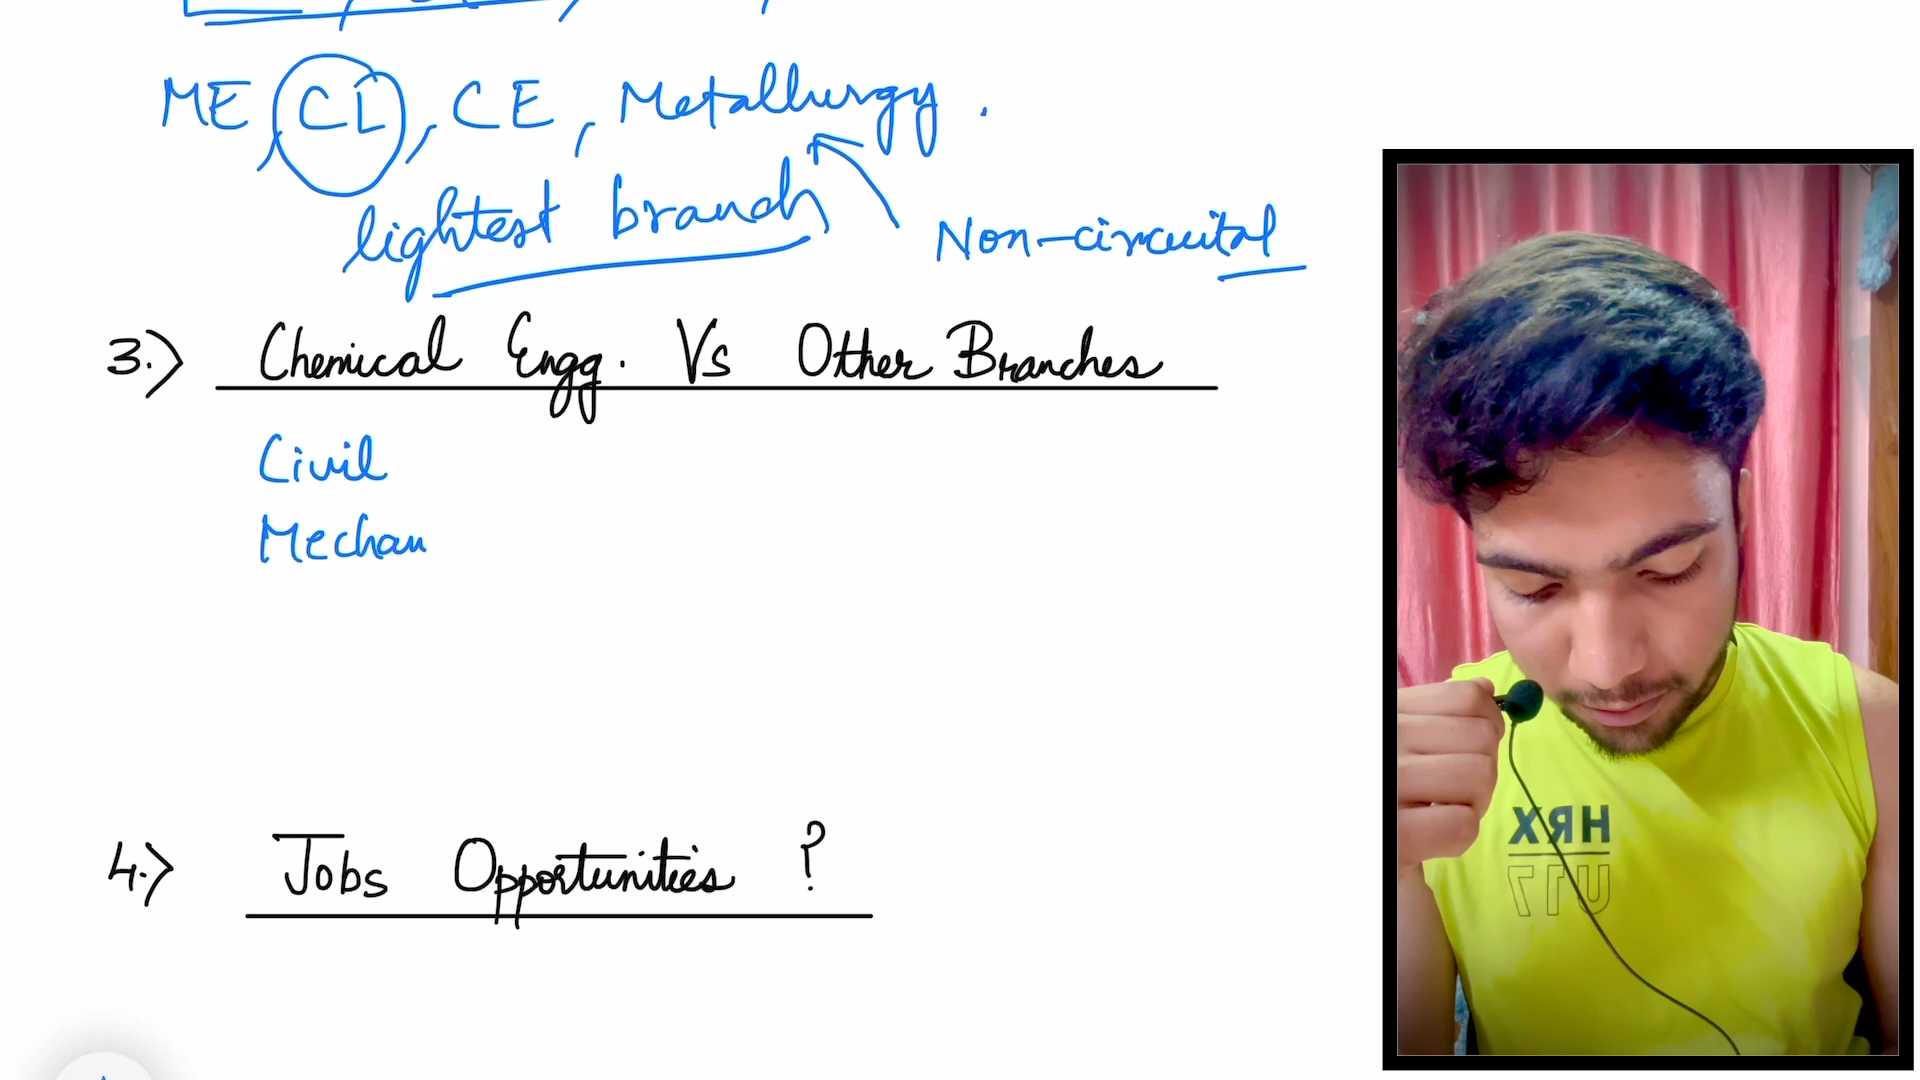 ME, CL, CE, Metallurgy.
lightest branch
Non-circuital
3.) Chemical Engg. Vs Other Branches
Civil
Mechan
4.) Jobs Opportunities ?
HRX
U17